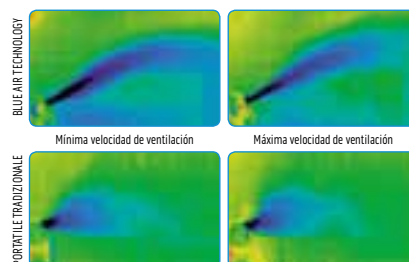 BLUE AIR TECHNOLOGY
Mínima velocidad de ventilación
Máxima velocidad de ventilación
PORTATILE TRADIZIONALE